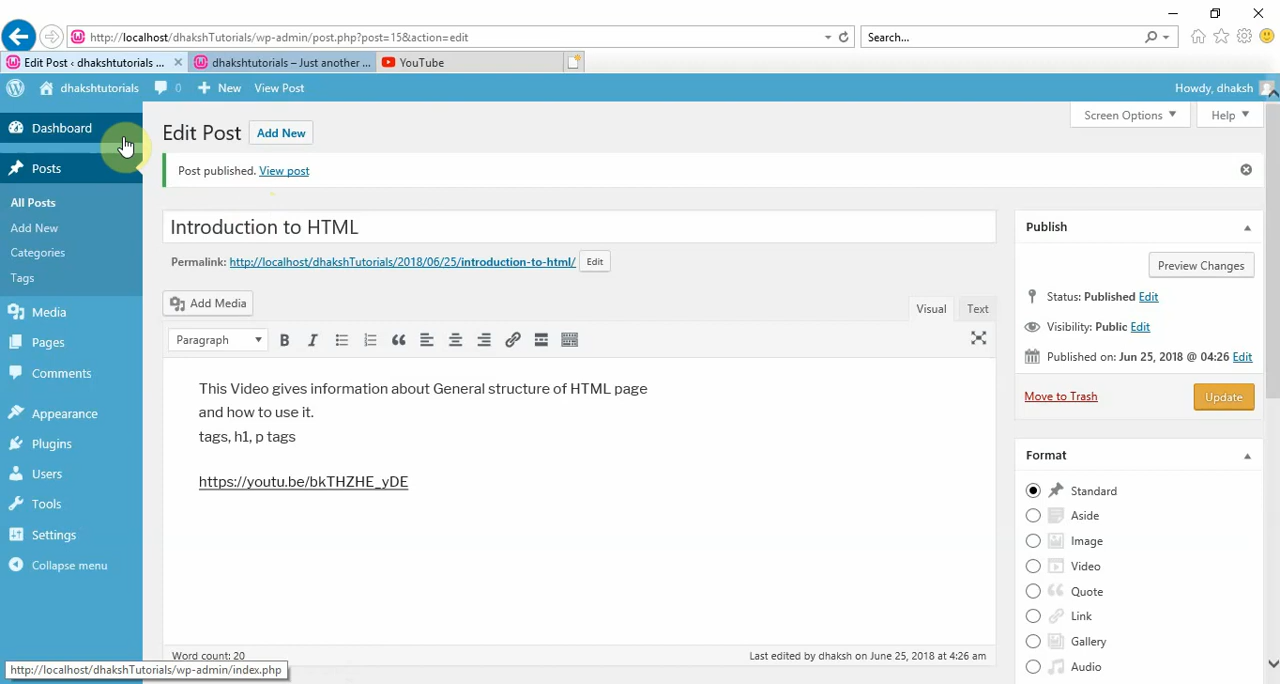 http://localhost/dhakshTutorials/wp-admin/post.php?post=15&action=edit
Search...
Edit Post ‹ dhakshtutorials ...
dhakshtutorials – Just another ...
YouTube
dhakshtutorials
0
New
View Post
Howdy, dhaksh
Dashboard
Posts
All Posts
Add New
Categories
Tags
Media
Pages
Comments
Appearance
Plugins
Users
Tools
Settings
Collapse menu
Screen Options
Help
Edit Post
Add New
Post published. View post
Introduction to HTML
Permalink: http://localhost/dhakshTutorials/2018/06/25/introduction-to-html/ Edit
Add Media
Visual
Text
Paragraph
B I
This Video gives information about General structure of HTML page
and how to use it.
tags, h1, p tags
https://youtu.be/bkTHZHE_yDE
Word count: 20
Last edited by dhaksh on June 25, 2018 at 4:26 am
Publish
Preview Changes
Status: Published Edit
Visibility: Public Edit
Published on: Jun 25, 2018 @ 04:26 Edit
Move to Trash
Update
Format
Standard
Aside
Image
Video
Quote
Link
Gallery
Audio
http://localhost/dhakshTutorials/wp-admin/index.php